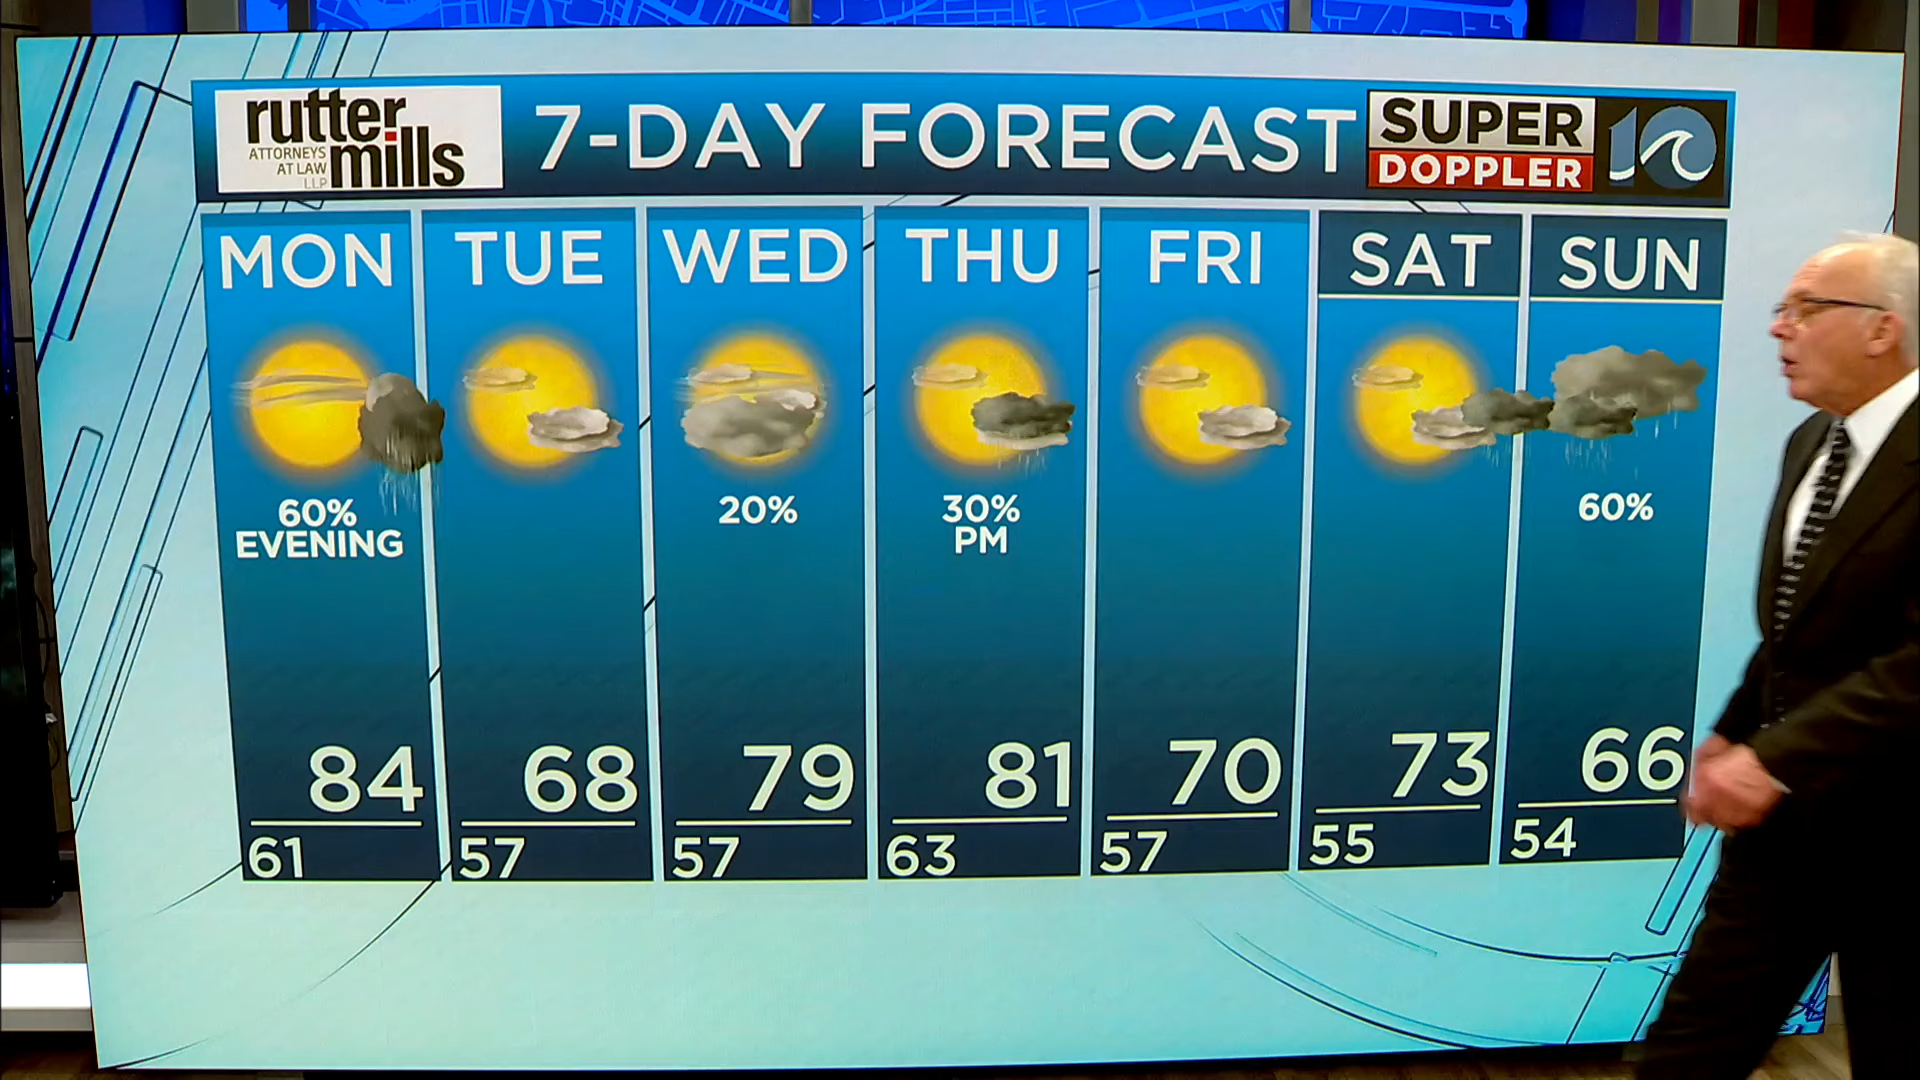 rutter
mills
ATTORNEYS
AT LAW
LLP
7-DAY FORECAST
SUPER
DOPPLER
10
MON
TUE
WED
THU
FRI
SAT
SUN
60%
EVENING
20%
30%
PM
60%
84
68
79
81
70
73
66
61
57
57
63
57
55
54